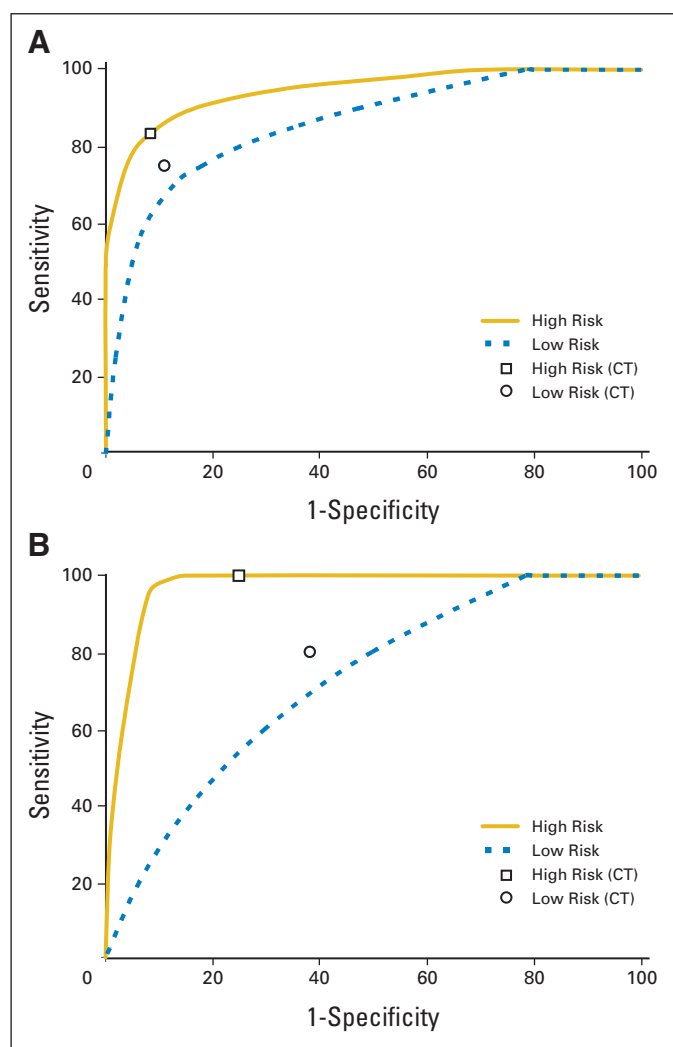 A
100
80
60
40
20
Sensitivity
High Risk
Low Risk
High Risk (CT)
Low Risk (CT)
0
20
40
60
80
100
1-Specificity
B
100
80
60
40
20
Sensitivity
High Risk
Low Risk
High Risk (CT)
Low Risk (CT)
0
20
40
60
80
100
1-Specificity